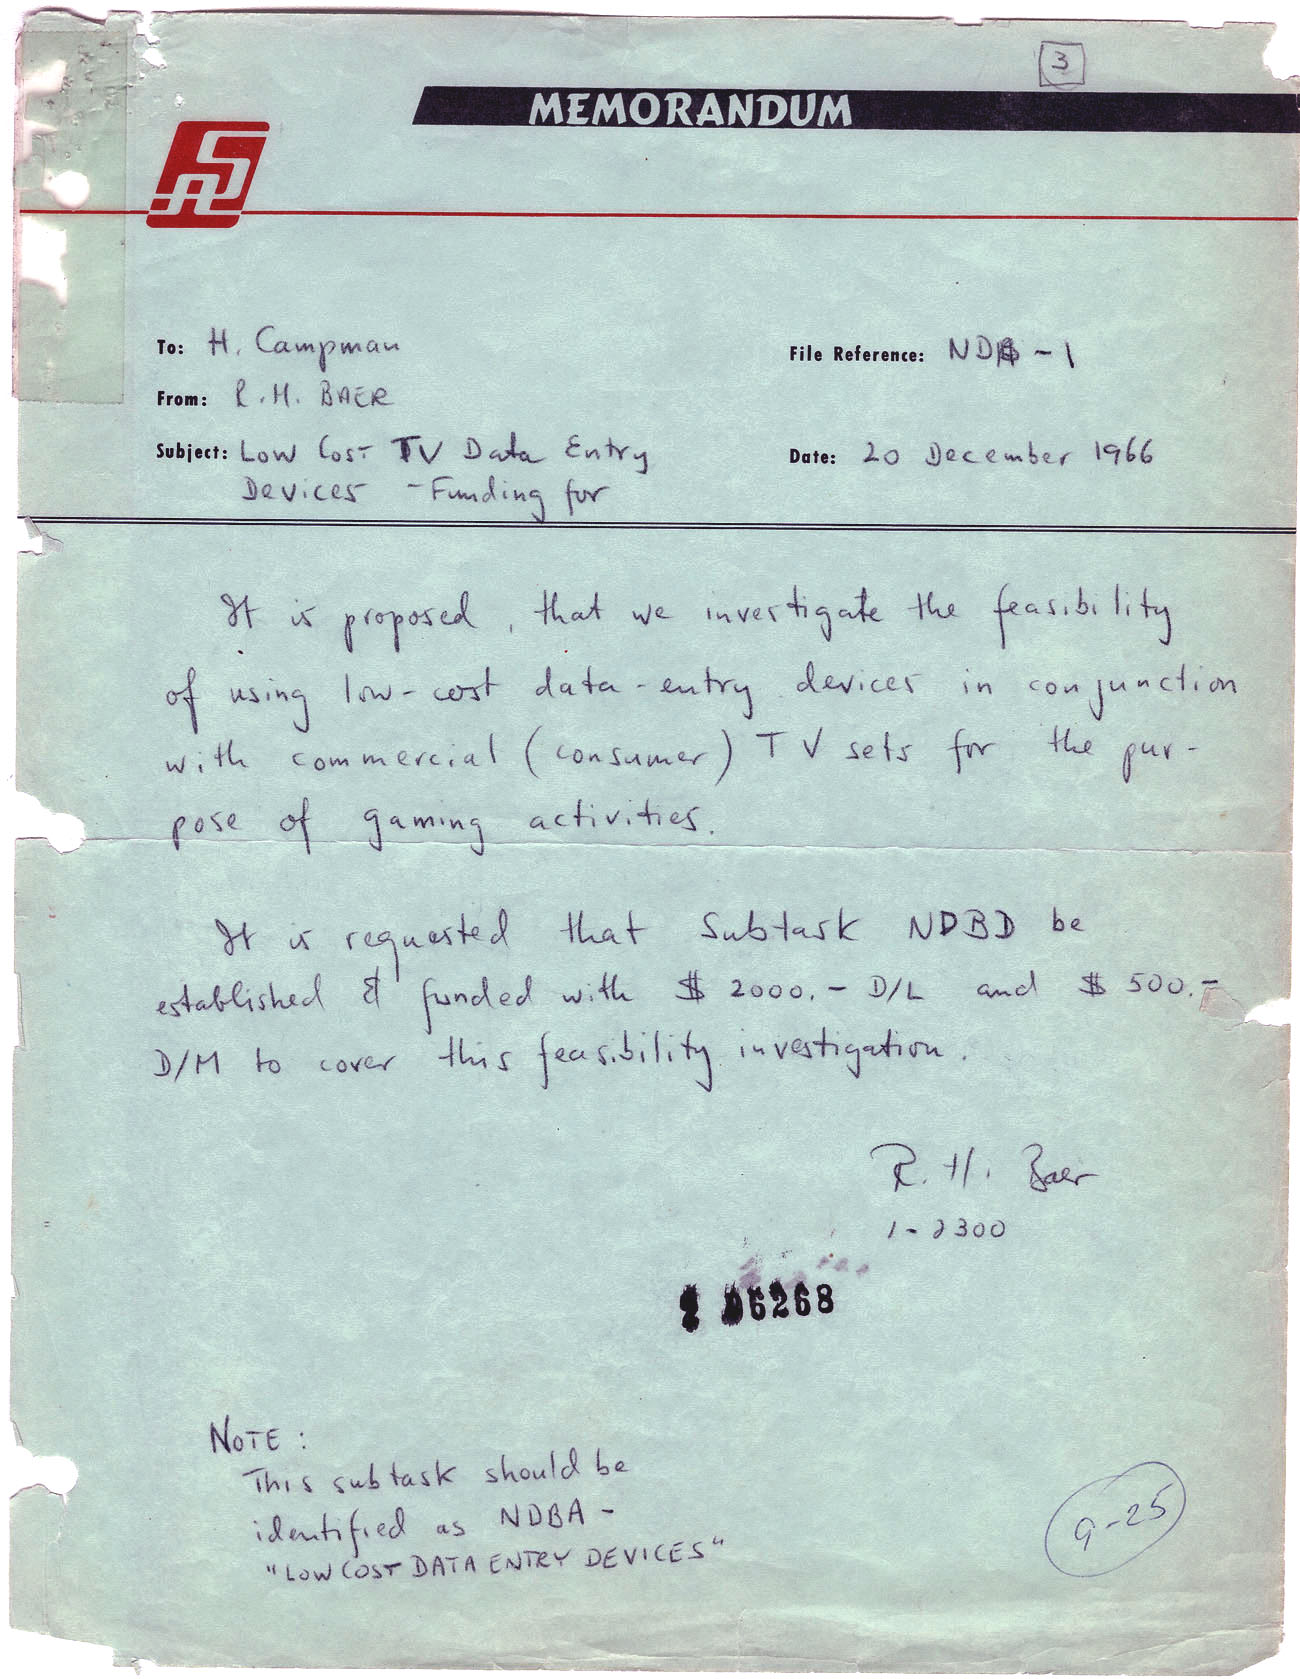 3
MEMORANDUM
To: H. Campman
File Reference: ND - 1
From: R.H. BAER
Subject: Low Cost TV Data Entry
Devices - Funding for
Date: 20 December 1966
It is proposed, that we investigate the feasibility
of using low-cost data-entry devices in conjunction
with commercial (consumer) TV sets for the pur-
pose of gaming activities.
It is requested that Subtask NDBD be
established & funded with $ 2000.- D/L and $ 500.-
D/M to cover this feasibility investigation.
R. H. Baer
1-2300
06268
NOTE:
This subtask should be
identified as NDBA -
"LOW COST DATA ENTRY DEVICES"
9-25